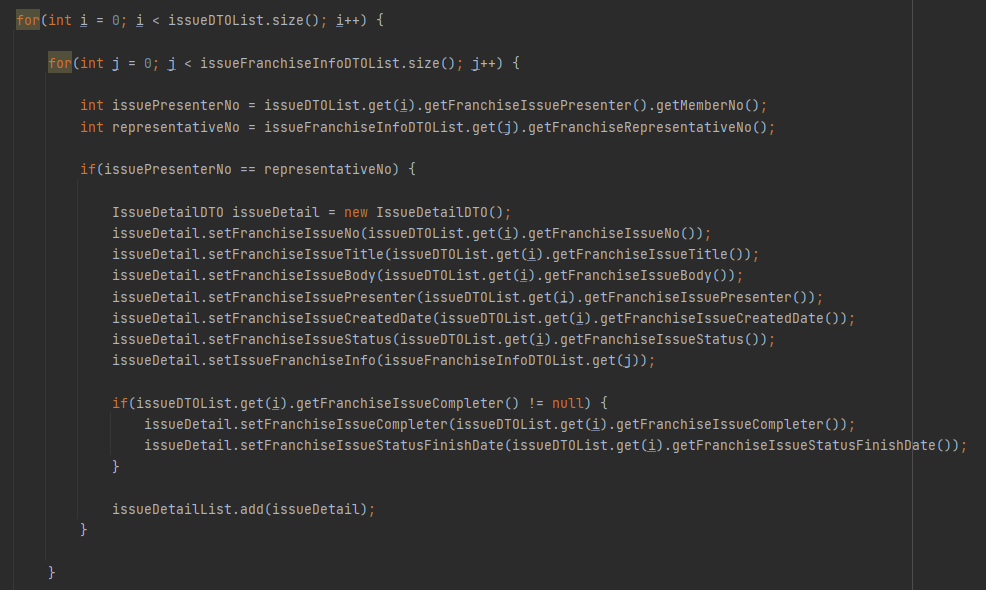 for(int i = 0; i < issueDTOList.size(); i++) {
for(int j = 0; j < issueFranchiseInfoDTOList.size(); j++) {
int issuePresenterNo = issueDTOList.get(i).getFranchiseIssuePresenter().getMemberNo();
int representativeNo = issueFranchiseInfoDTOList.get(j).getFranchiseRepresentativeNo();
if(issuePresenterNo == representativeNo) {
IssueDetailDTO issueDetail = new IssueDetailDTO();
issueDetail.setFranchiseIssueNo(issueDTOList.get(i).getFranchiseIssueNo());
issueDetail.setFranchiseIssueTitle(issueDTOList.get(i).getFranchiseIssueTitle());
issueDetail.setFranchiseIssueBody(issueDTOList.get(i).getFranchiseIssueBody());
issueDetail.setFranchiseIssuePresenter(issueDTOList.get(i).getFranchiseIssuePresenter());
issueDetail.setFranchiseIssueCreatedDate(issueDTOList.get(i).getFranchiseIssueCreatedDate());
issueDetail.setFranchiseIssueStatus(issueDTOList.get(i).getFranchiseIssueStatus());
issueDetail.setIssueFranchiseInfo(issueFranchiseInfoDTOList.get(j));
if(issueDTOList.get(i).getFranchiseIssueCompleter() != null) {
issueDetail.setFranchiseIssueCompleter(issueDTOList.get(i).getFranchiseIssueCompleter());
issueDetail.setFranchiseIssueStatusFinishDate(issueDTOList.get(i).getFranchiseIssueStatusFinishDate());
}
issueDetailList.add(issueDetail);
}
}